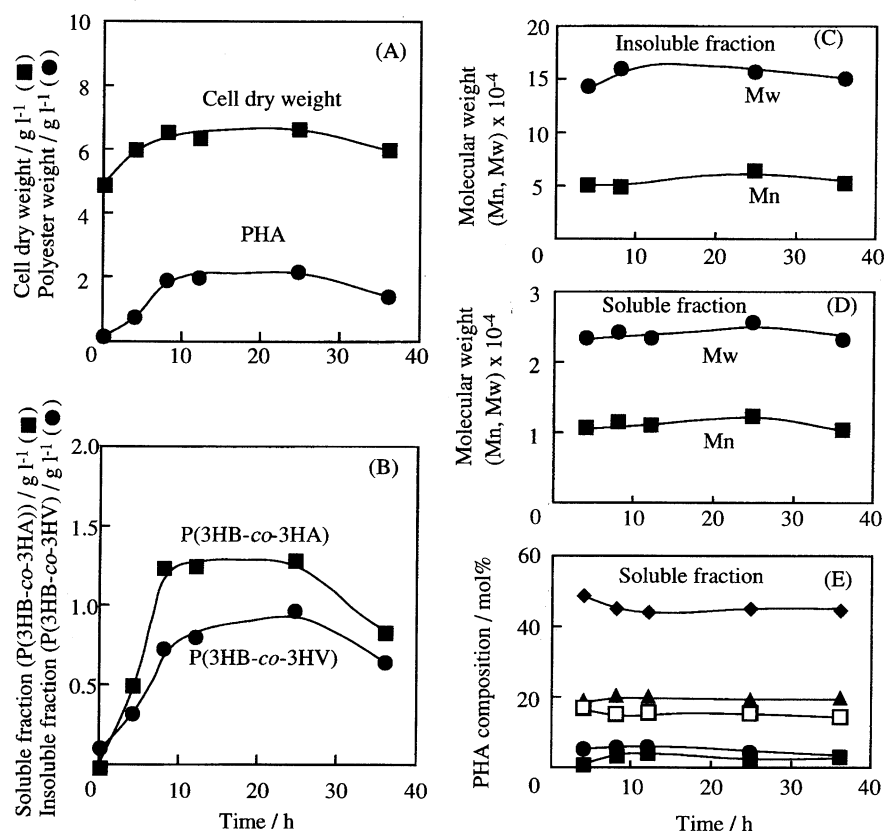 Cell dry weight / g l⁻¹ (■)
Polyester weight / g l⁻¹ (●)
10
8
6
4
2
0
(A)
Cell dry weight
PHA
0 10 20 30 40
Soluble fraction (P(3HB-co-3HA)) / g l⁻¹ (■)
Insoluble fraction (P(3HB-co-3HV) / g l⁻¹ (●)
2.0
1.5
1.0
0.5
(B)
P(3HB-co-3HA)
P(3HB-co-3HV)
0 10 20 30 40
Time / h
Molecular weight
(Mn, Mw) x 10⁻⁴
20
15
10
5
0
Insoluble fraction
(C)
Mw
Mn
10 20 30 40
Molecular weight
(Mn, Mw) x 10⁻⁴
3
2
1
0
Soluble fraction
(D)
Mw
Mn
10 20 30 40
PHA composition / mol%
60
40
20
0
Soluble fraction
(E)
10 20 30 40
Time / h